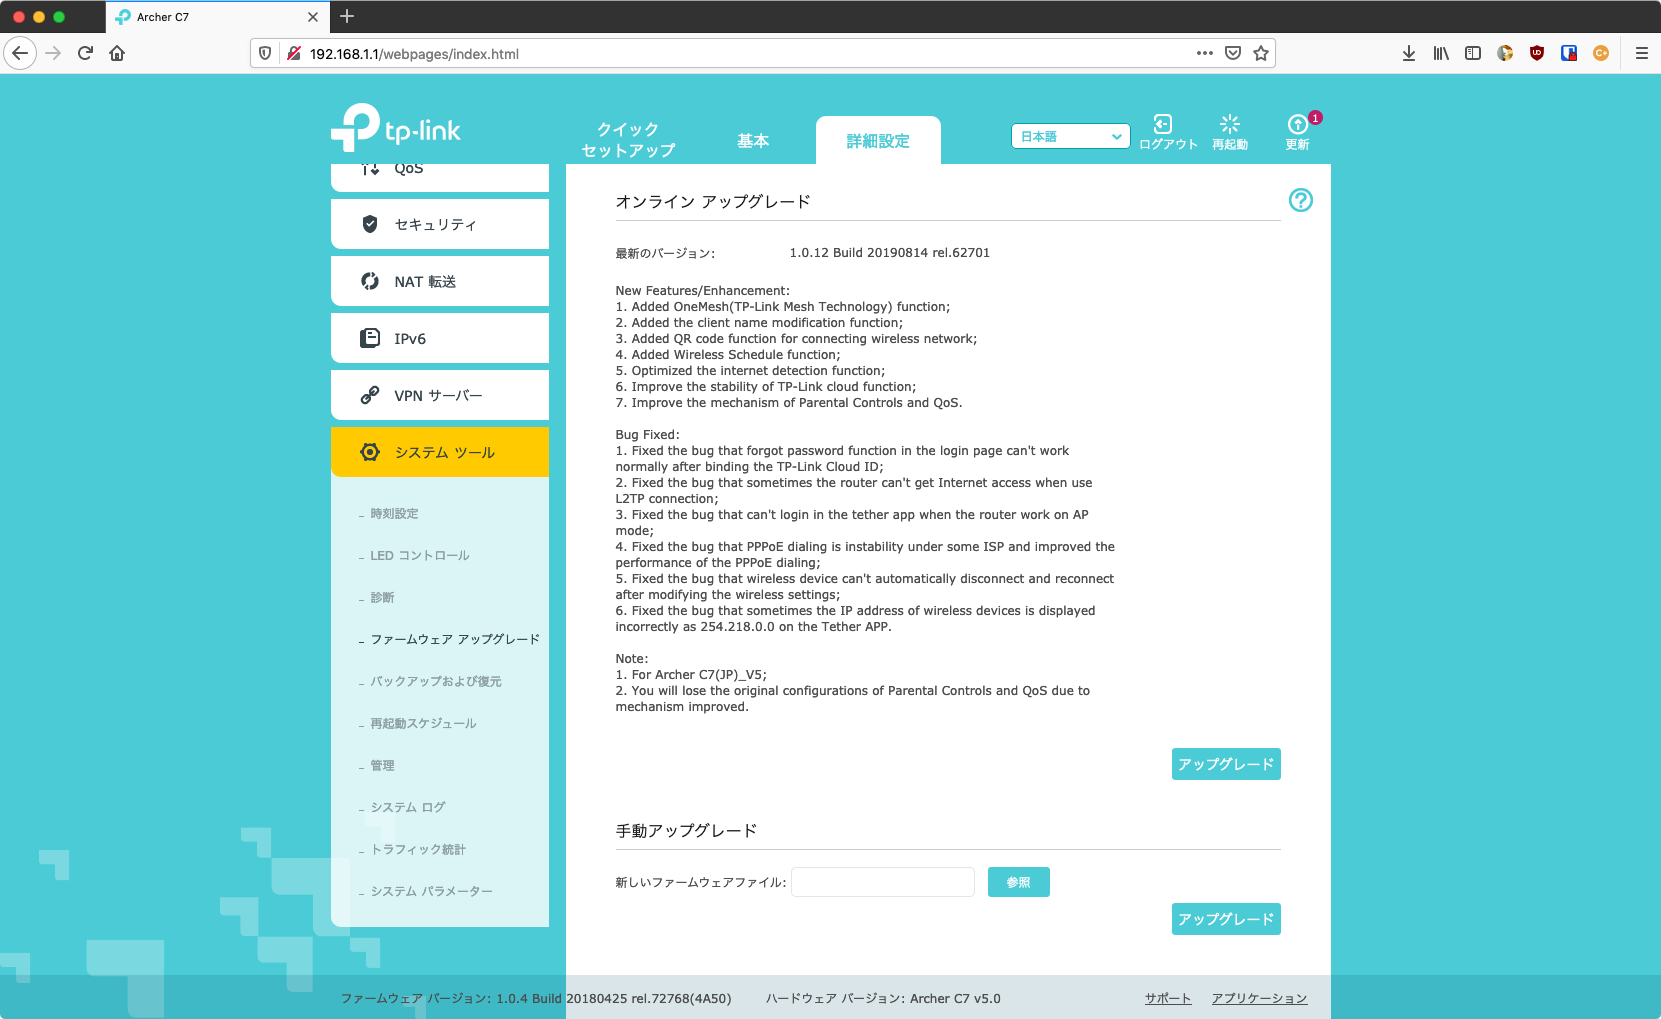 Archer C7
192.168.1.1/webpages/index.html
tp-link
クイック
セットアップ
基本
詳細設定
日本語
ログアウト
再起動
更新
1
QoS
セキュリティ
NAT 転送
IPv6
VPN サーバー
システム ツール
時刻設定
LED コントロール
診断
ファームウェア アップグレード
バックアップおよび復元
再起動スケジュール
管理
システム ログ
トラフィック統計
システム パラメーター
オンライン アップグレード
最新のバージョン: 1.0.12 Build 20190814 rel.62701
New Features/Enhancement:
1. Added OneMesh(TP-Link Mesh Technology) function;
2. Added the client name modification function;
3. Added QR code function for connecting wireless network;
4. Added Wireless Schedule function;
5. Optimized the internet detection function;
6. Improve the stability of TP-Link cloud function;
7. Improve the mechanism of Parental Controls and QoS.
Bug Fixed:
1. Fixed the bug that forgot password function in the login page can't work
normally after binding the TP-Link Cloud ID;
2. Fixed the bug that sometimes the router can't get Internet access when use
L2TP connection;
3. Fixed the bug that can't login in the tether app when the router work on AP
mode;
4. Fixed the bug that PPPoE dialing is instability under some ISP and improved the
performance of the PPPoE dialing;
5. Fixed the bug that wireless device can't automatically disconnect and reconnect
after modifying the wireless settings;
6. Fixed the bug that sometimes the IP address of wireless devices is displayed
incorrectly as 254.218.0.0 on the Tether APP.
Note:
1. For Archer C7(JP)_V5;
2. You will lose the original configurations of Parental Controls and QoS due to
mechanism improved.
アップグレード
手動アップグレード
新しいファームウェアファイル: 参照
アップグレード
ファームウェア バージョン: 1.0.4 Build 20180425 rel.72768(4A50) ハードウェア バージョン: Archer C7 v5.0 サポート アプリケーション